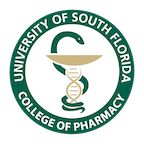 UNIVERSITY OF SOUTH FLORIDA
COLLEGE OF PHARMACY